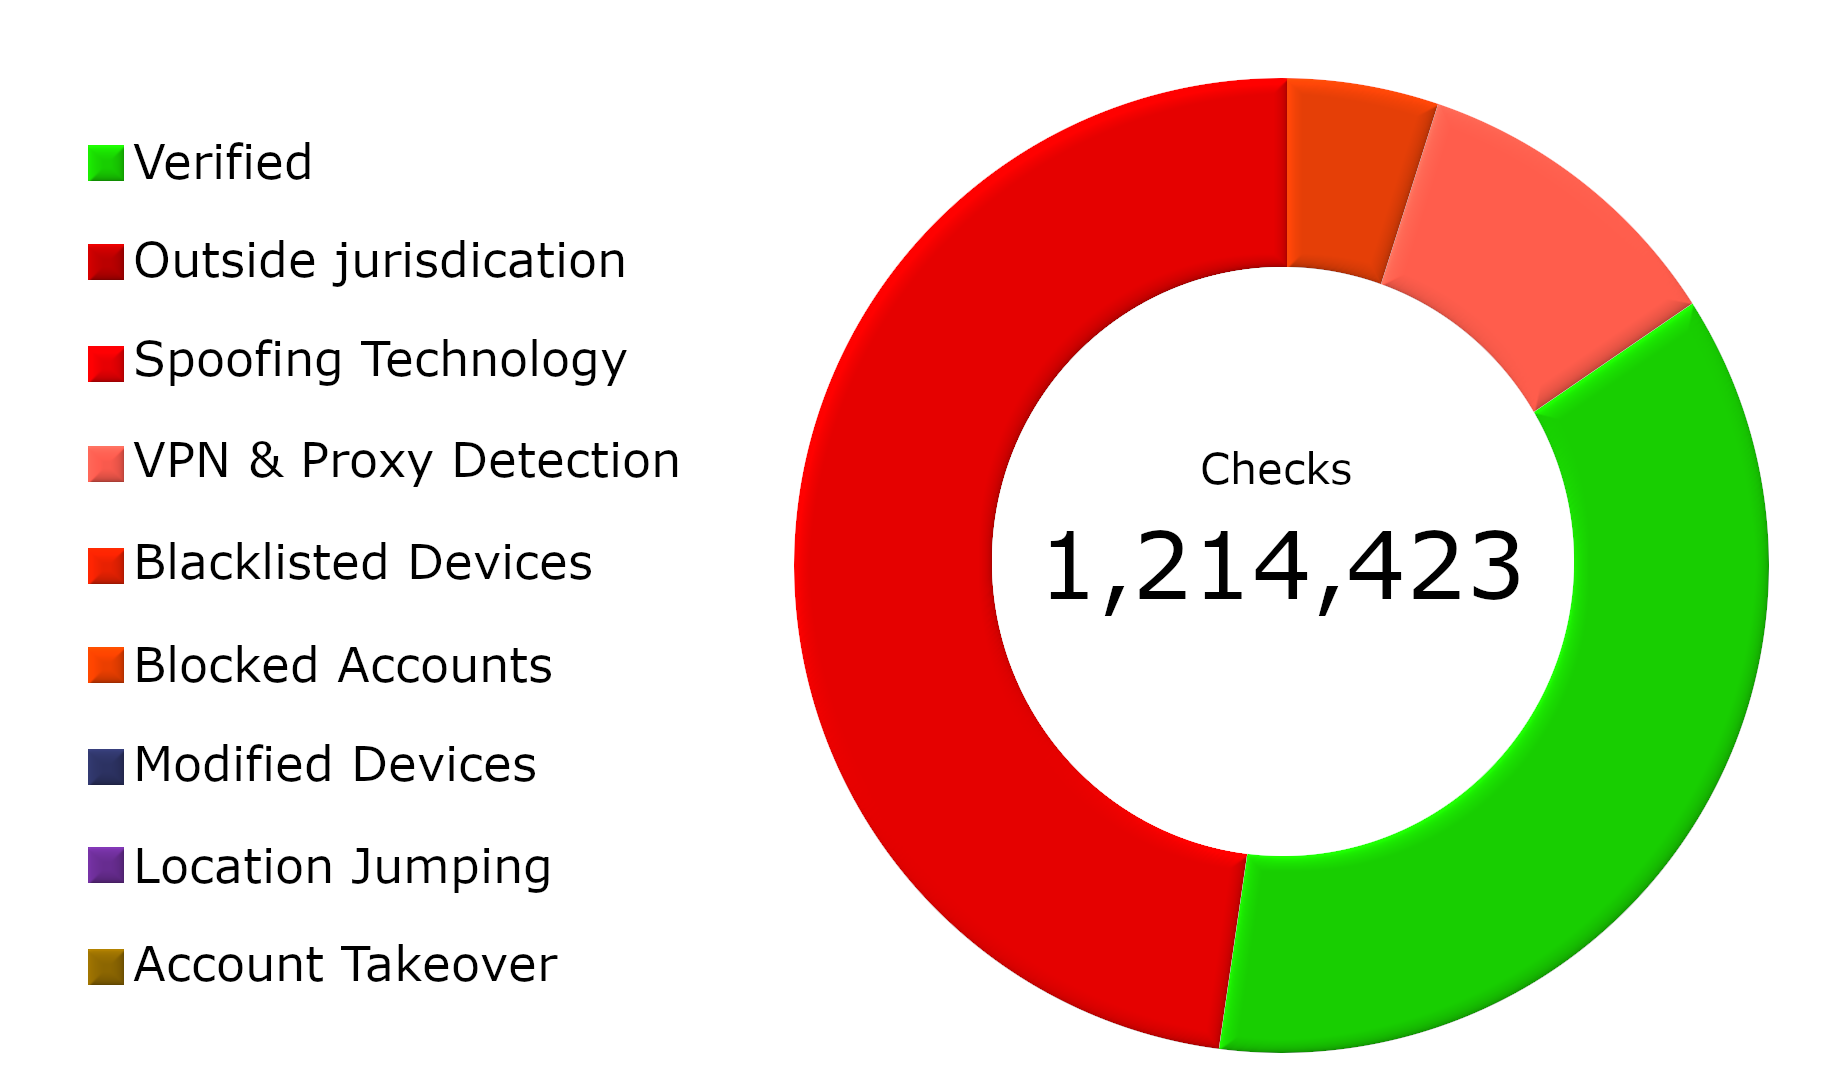 Verified
Outside jurisdication
Spoofing Technology
VPN & Proxy Detection
Blacklisted Devices
Blocked Accounts
Modified Devices
Location Jumping
Account Takeover
Checks
1,214,423